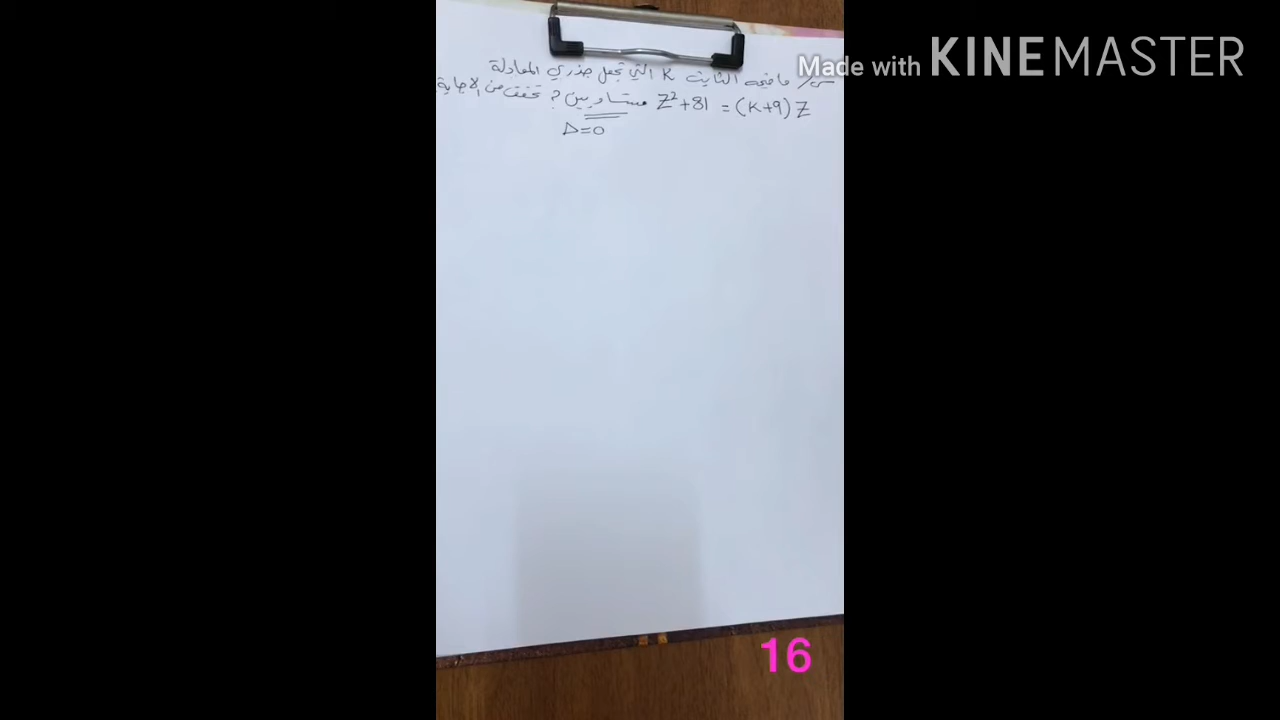 Made with KINEMASTER
س/ ما قيمة الثابت K التي تجعل جذري المعادلة
Z² + 81 = (K+9) Z متساويين ? تحقق من الاجابة
Δ=0
16